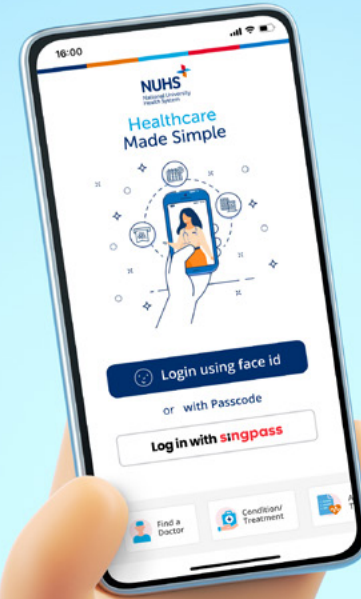 16:00
NUHS
National University
Health System
Healthcare
Made Simple
Login using face id
or with Passcode
Log in with singpass
Find a
Doctor
Condition/
Treatment